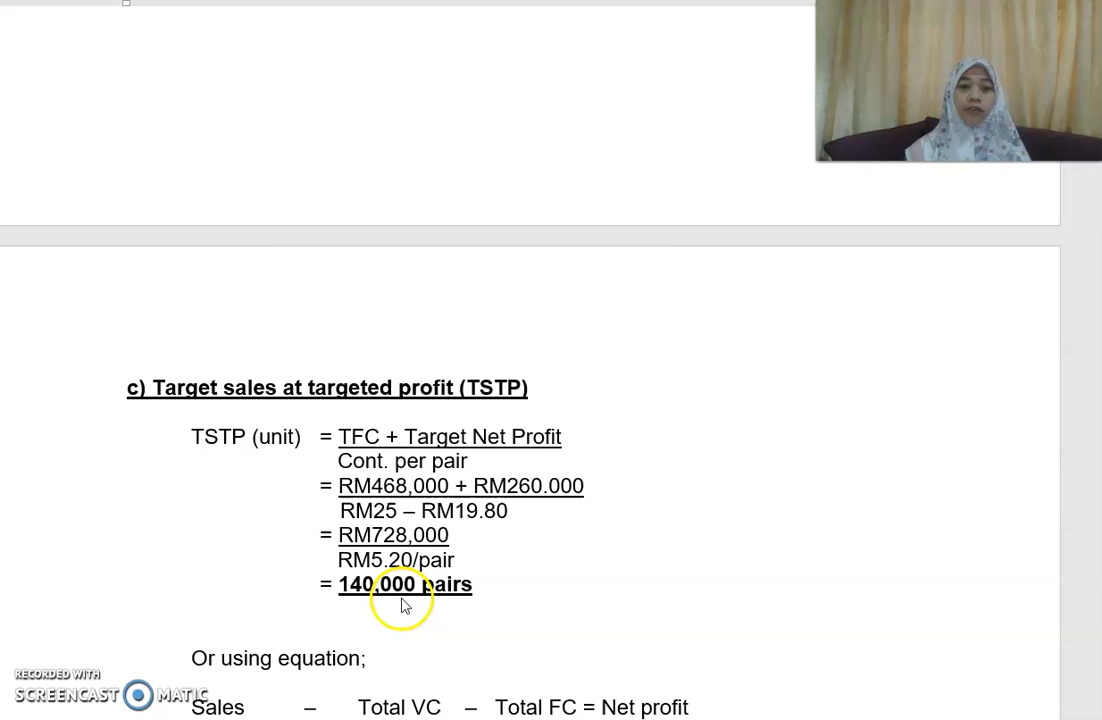 c) Target sales at targeted profit (TSTP)
TSTP (unit) = TFC + Target Net Profit
Cont. per pair
= RM468,000 + RM260.000
RM25 – RM19.80
= RM728,000
RM5.20/pair
= 140,000 pairs
Or using equation;
RECORDED WITH
SCREENCAST MATIC
Sales – Total VC – Total FC = Net profit